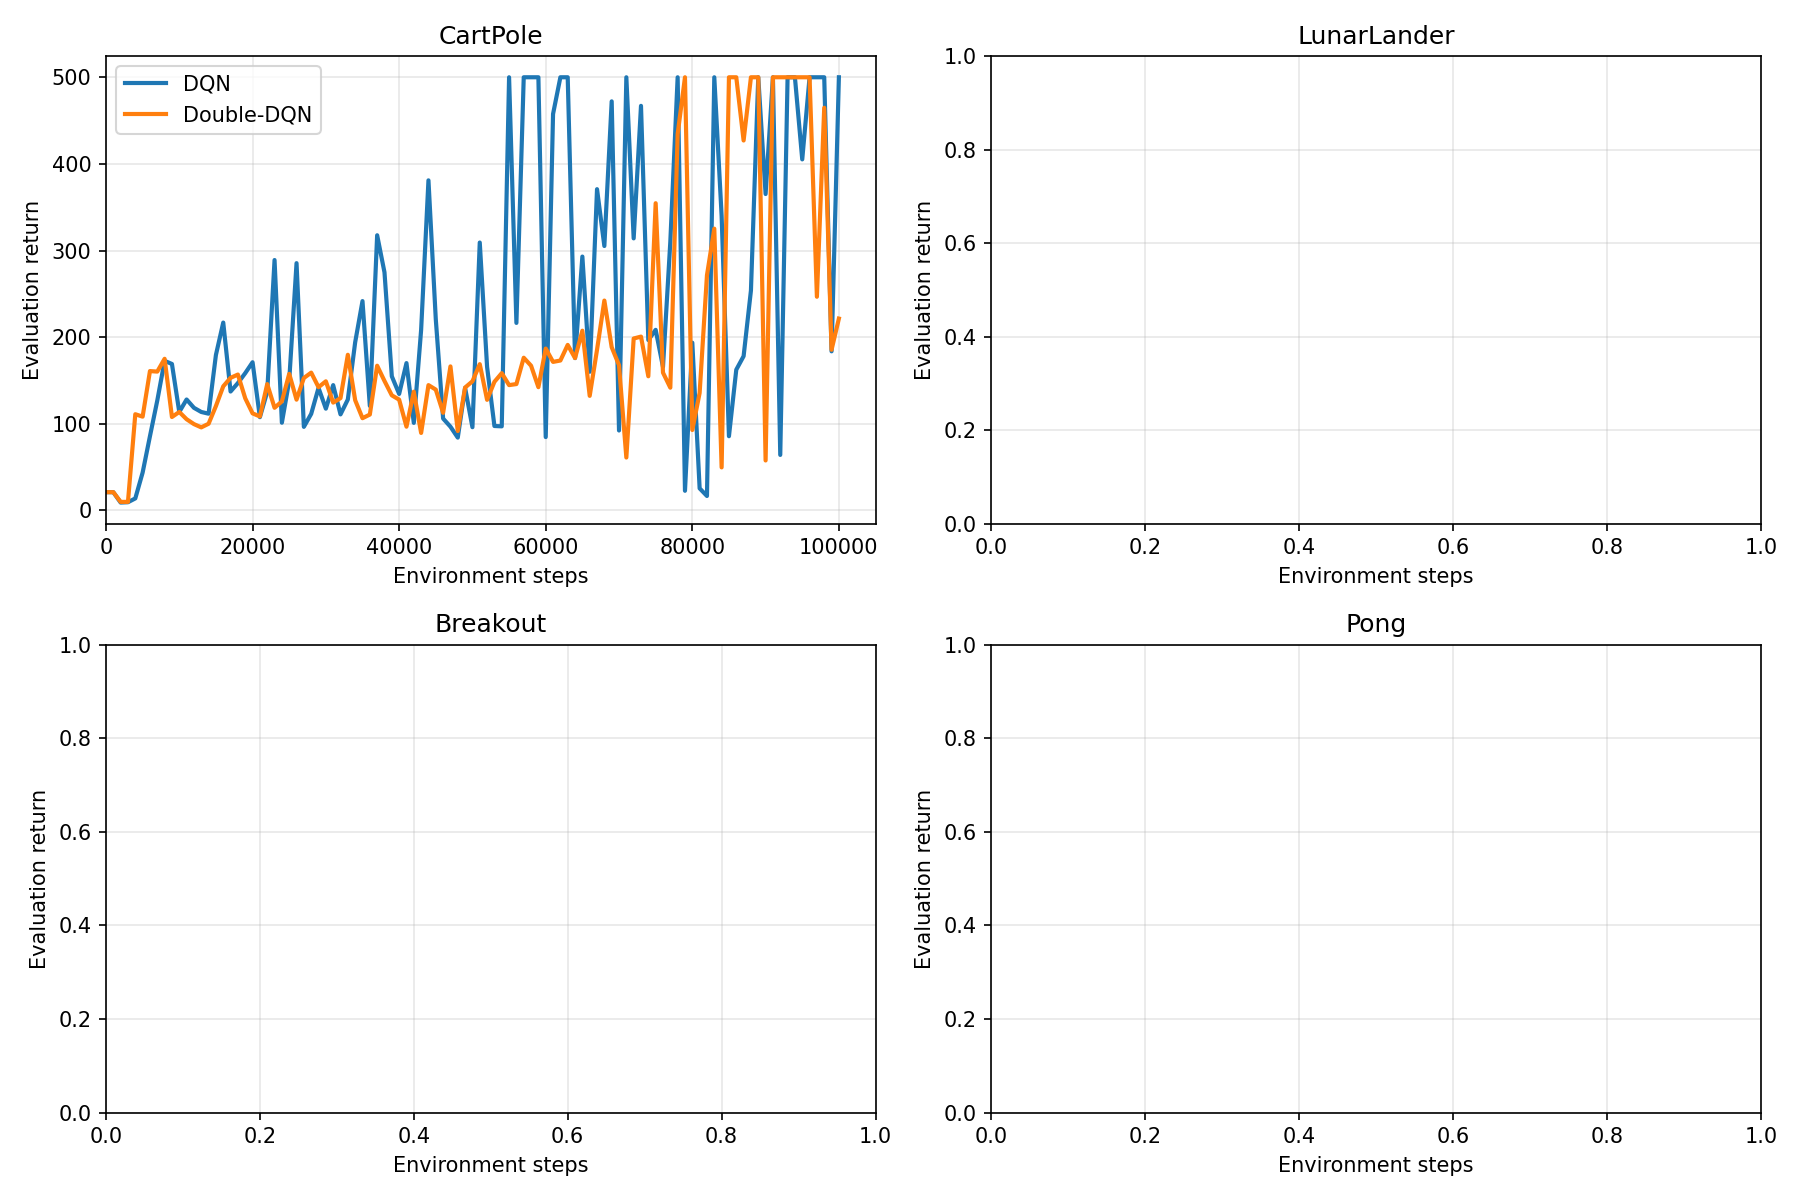 CartPole
DQN
Double-DQN
Evaluation return
500
400
300
200
100
0
0 20000 40000 60000 80000 100000
Environment steps
LunarLander
Evaluation return
1.0
0.8
0.6
0.4
0.2
0.0
0.0 0.2 0.4 0.6 0.8 1.0
Environment steps
Breakout
Evaluation return
1.0
0.8
0.6
0.4
0.2
0.0
0.0 0.2 0.4 0.6 0.8 1.0
Environment steps
Pong
Evaluation return
1.0
0.8
0.6
0.4
0.2
0.0
0.0 0.2 0.4 0.6 0.8 1.0
Environment steps